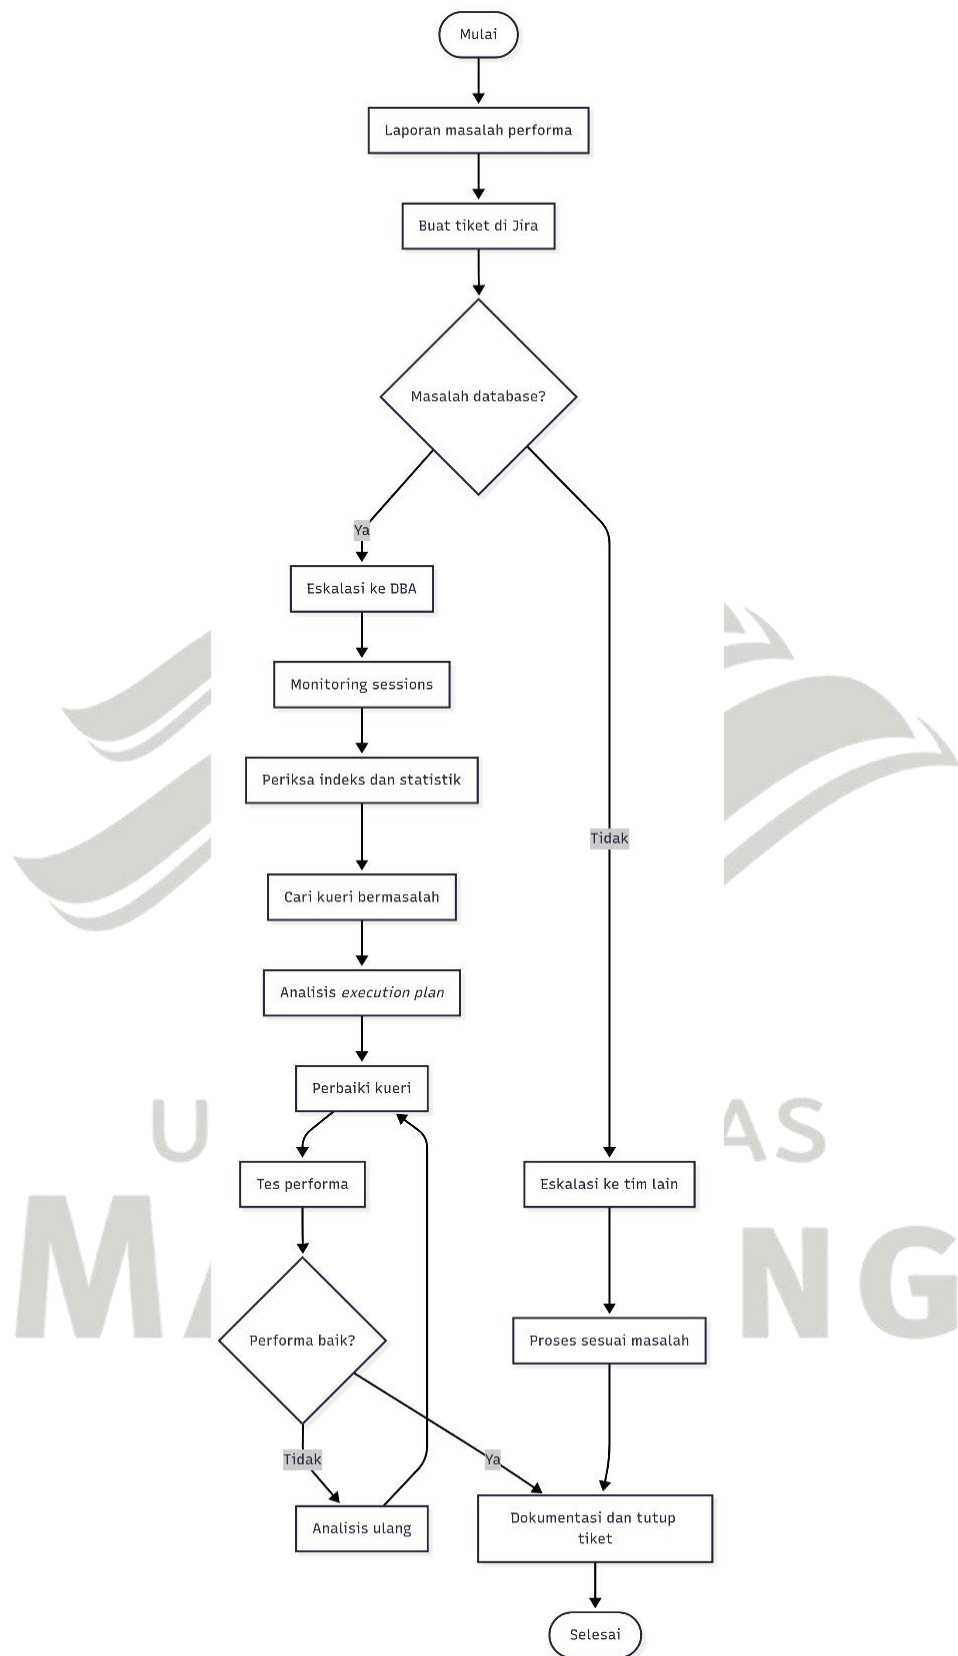 Mulai
Laporan masalah performa
Buat tiket di Jira
Masalah database?
Ya
Eskalasi ke DBA
Monitoring sessions
Periksa indeks dan statistik
Tidak
Cari kueri bermasalah
Analisis execution plan
Perbaiki kueri
U AS
Tes performa
Eskalasi ke tim lain
M NG
Performa baik?
Proses sesuai masalah
Tidak
Ya
Analisis ulang
Dokumentasi dan tutup
tiket
Selesai